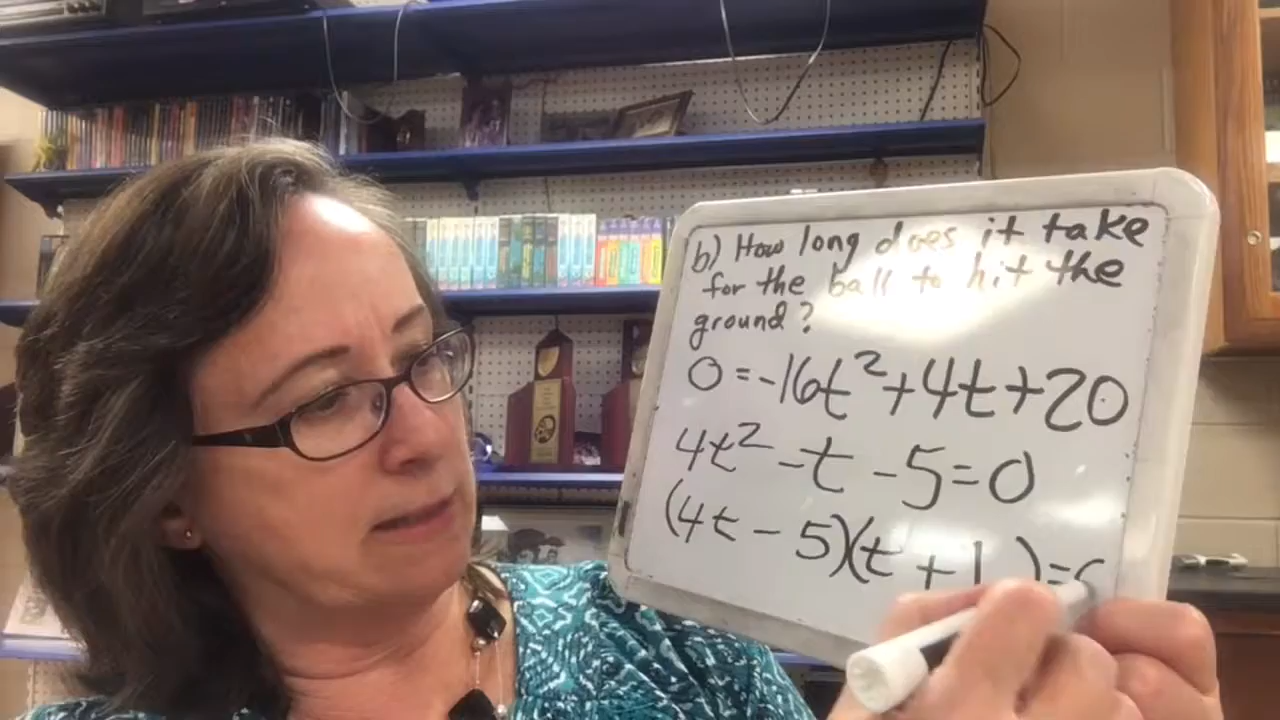 b) How long does it take
for the ball to hit the
ground?
0=-16t²+4t+20
4t²-t-5=0
(4t-5)(t+1)=